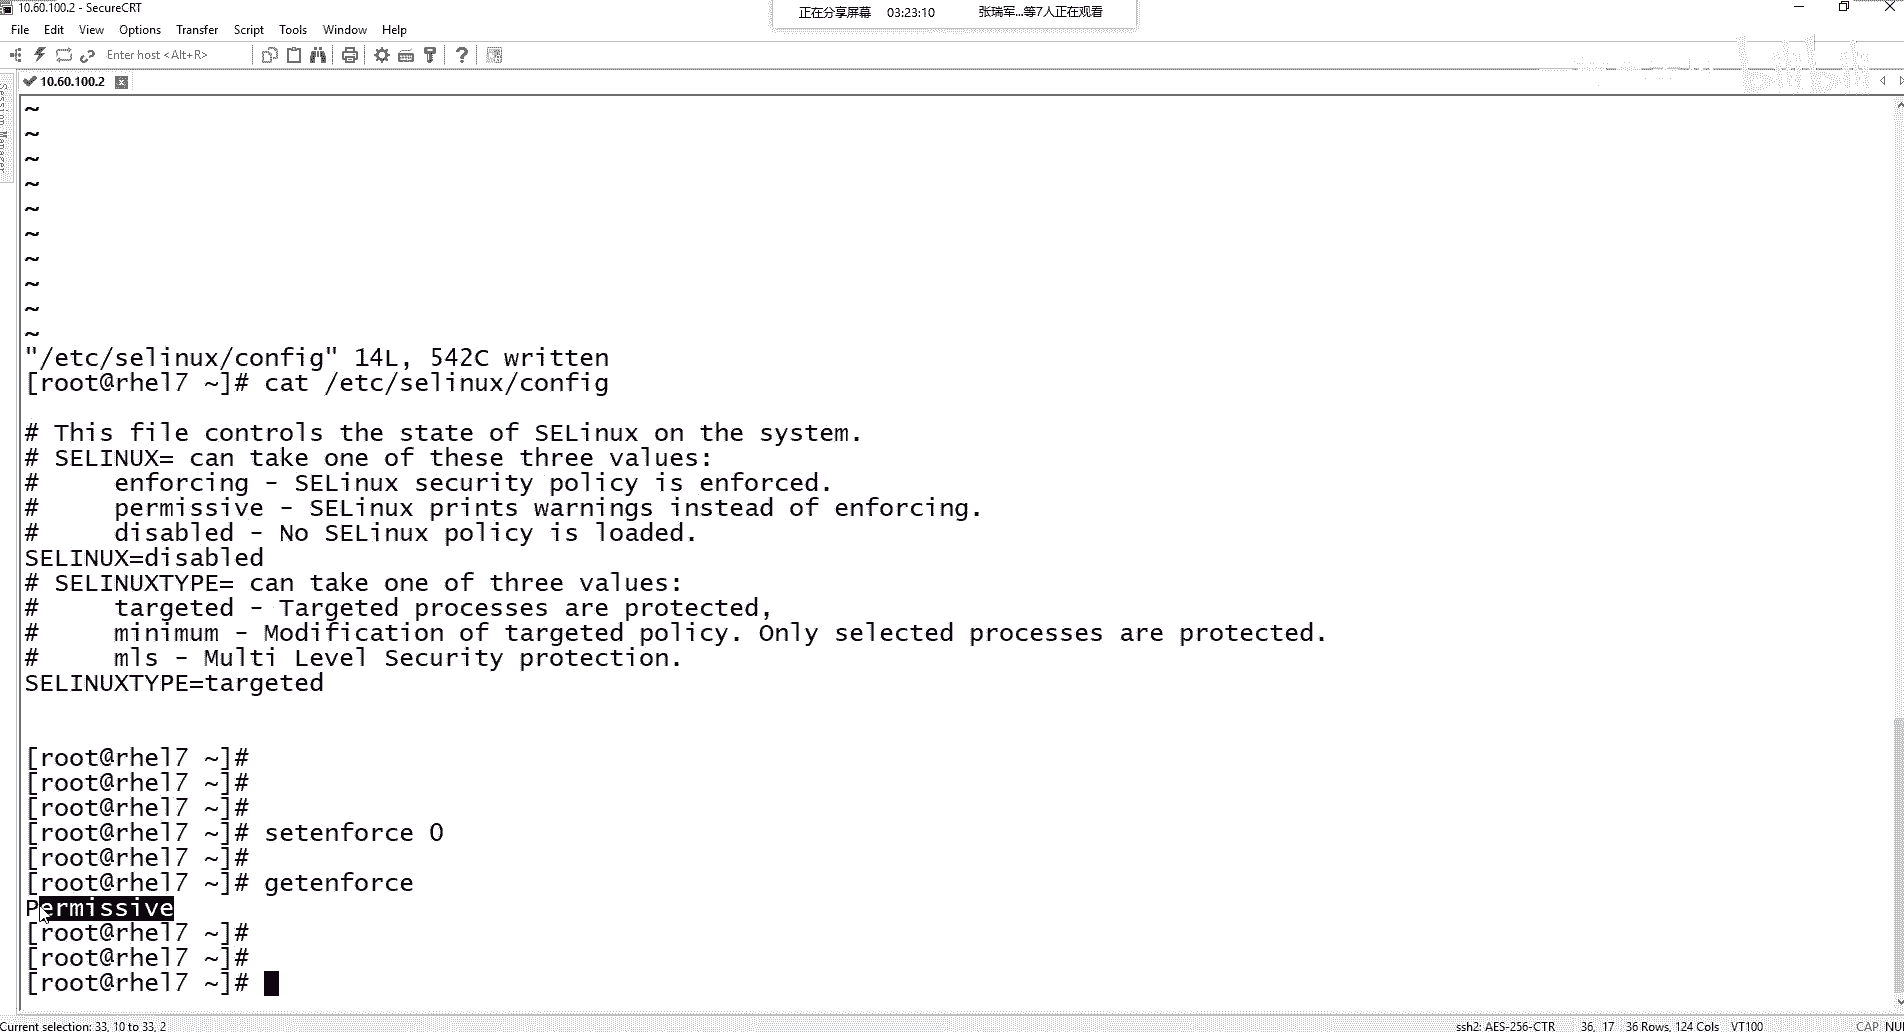 10.60.100.2 - SecureCRT
正在分享屏幕 03:23:10 张瑞军...等7人正在观看
File Edit View Options Transfer Script Tools Window Help
Enter host <Alt+R>
10.60.100.2
Session Manager
bilibili
~
~
~
~
~
~
~
~
~
~
"/etc/selinux/config" 14L, 542C written
[root@rhel7 ~]# cat /etc/selinux/config
# This file controls the state of SELinux on the system.
# SELINUX= can take one of these three values:
#      enforcing - SELinux security policy is enforced.
#      permissive - SELinux prints warnings instead of enforcing.
#      disabled - No SELinux policy is loaded.
SELINUX=disabled
# SELINUXTYPE= can take one of three values:
#      targeted - Targeted processes are protected,
#      minimum - Modification of targeted policy. Only selected processes are protected.
#      mls - Multi Level Security protection.
SELINUXTYPE=targeted
[root@rhel7 ~]#
[root@rhel7 ~]#
[root@rhel7 ~]#
[root@rhel7 ~]# setenforce 0
[root@rhel7 ~]#
[root@rhel7 ~]# getenforce
Permissive
[root@rhel7 ~]#
[root@rhel7 ~]#
[root@rhel7 ~]#
Current selection: 33, 10 to 33, 2 ssh2: AES-256-CTR 36, 17 36 Rows, 124 Cols VT100 CAP NU